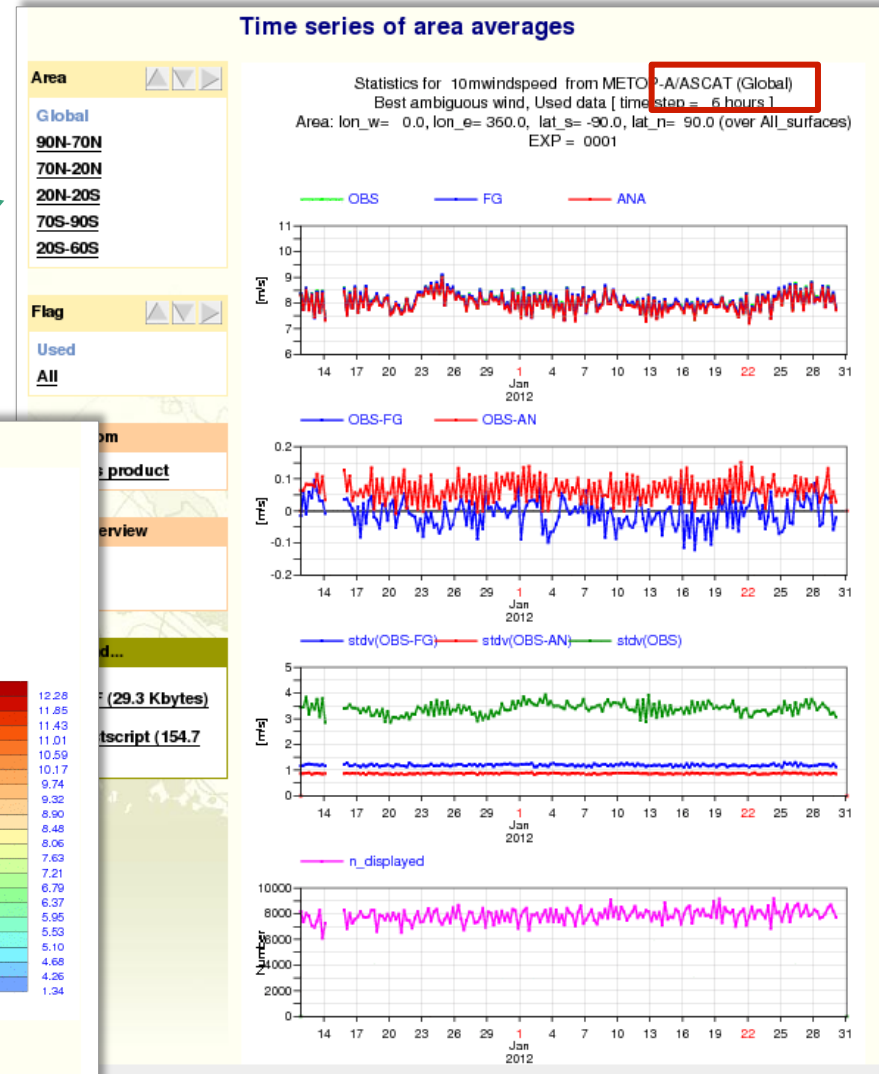 Time series of area averages
Area
Global
90N-70N
70N-20N
20N-20S
70S-90S
20S-60S
Flag
Used
All
om
s product
erview
d...
F (29.3 Kbytes)
tscript (154.7
12.28
11.85
11.43
11.01
10.59
10.17
9.74
9.32
8.90
8.48
8.06
7.63
7.21
6.79
6.37
5.95
5.53
5.10
4.68
4.26
1.34
Statistics for 10mwindspeed from METOP-A/ASCAT (Global)
Best ambiguous wind, Used data [ time step = 6 hours ]
Area: lon_w= 0.0, lon_e= 360.0, lat_s= -90.0, lat_n= 90.0 (over All_surfaces)
EXP = 0001
OBS FG ANA
11
10
9
8
7
6
[m/s]
14 17 20 23 26 29 1 4 7 10 13 16 19 22 25 28 31
Jan
2012
OBS-FG OBS-AN
0.2
0.1
0
-0.1
-0.2
[m/s]
14 17 20 23 26 29 1 4 7 10 13 16 19 22 25 28 31
Jan
2012
stdv(OBS-FG) stdv(OBS-AN) stdv(OBS)
5
4
3
2
1
0
[m/s]
14 17 20 23 26 29 1 4 7 10 13 16 19 22 25 28 31
Jan
2012
n_displayed
10000
8000
6000
4000
2000
0
Number
14 17 20 23 26 29 1 4 7 10 13 16 19 22 25 28 31
Jan
2012